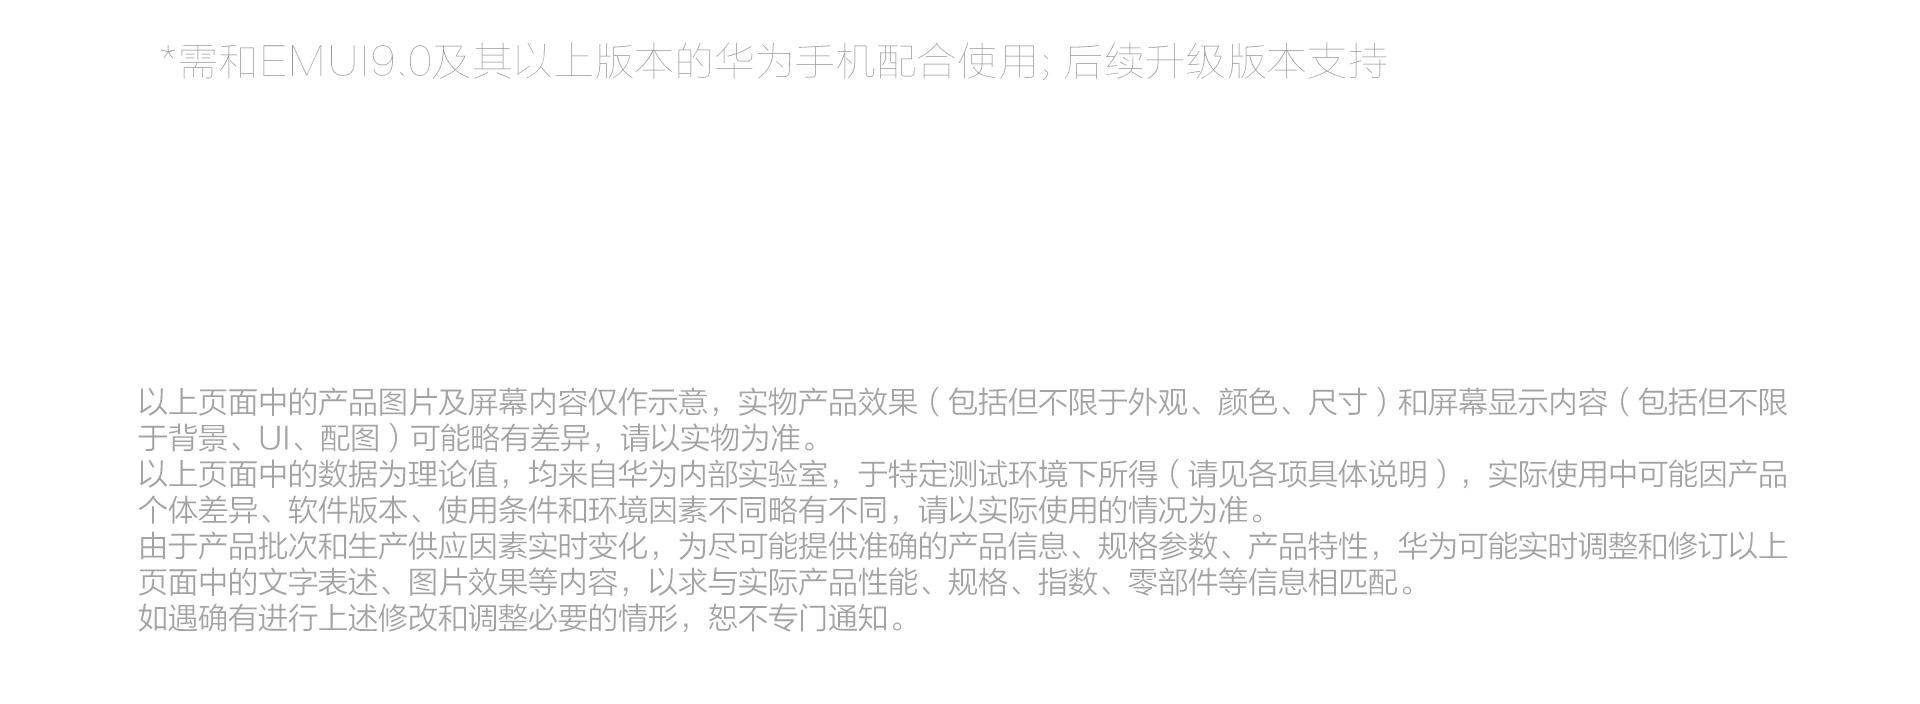 *需和EMUI9.0及其以上版本的华为手机配合使用; 后续升级版本支持
以上页面中的产品图片及屏幕内容仅作示意，实物产品效果（包括但不限于外观、颜色、尺寸）和屏幕显示内容（包括但不限
于背景、UI、配图）可能略有差异，请以实物为准。
以上页面中的数据为理论值，均来自华为内部实验室，于特定测试环境下所得（请见各项具体说明），实际使用中可能因产品
个体差异、软件版本、使用条件和环境因素不同略有不同，请以实际使用的情况为准。
由于产品批次和生产供应因素实时变化，为尽可能提供准确的产品信息、规格参数、产品特性，华为可能实时调整和修订以上
页面中的文字表述、图片效果等内容，以求与实际产品性能、规格、指数、零部件等信息相匹配。
如遇确有进行上述修改和调整必要的情形，恕不专门通知。